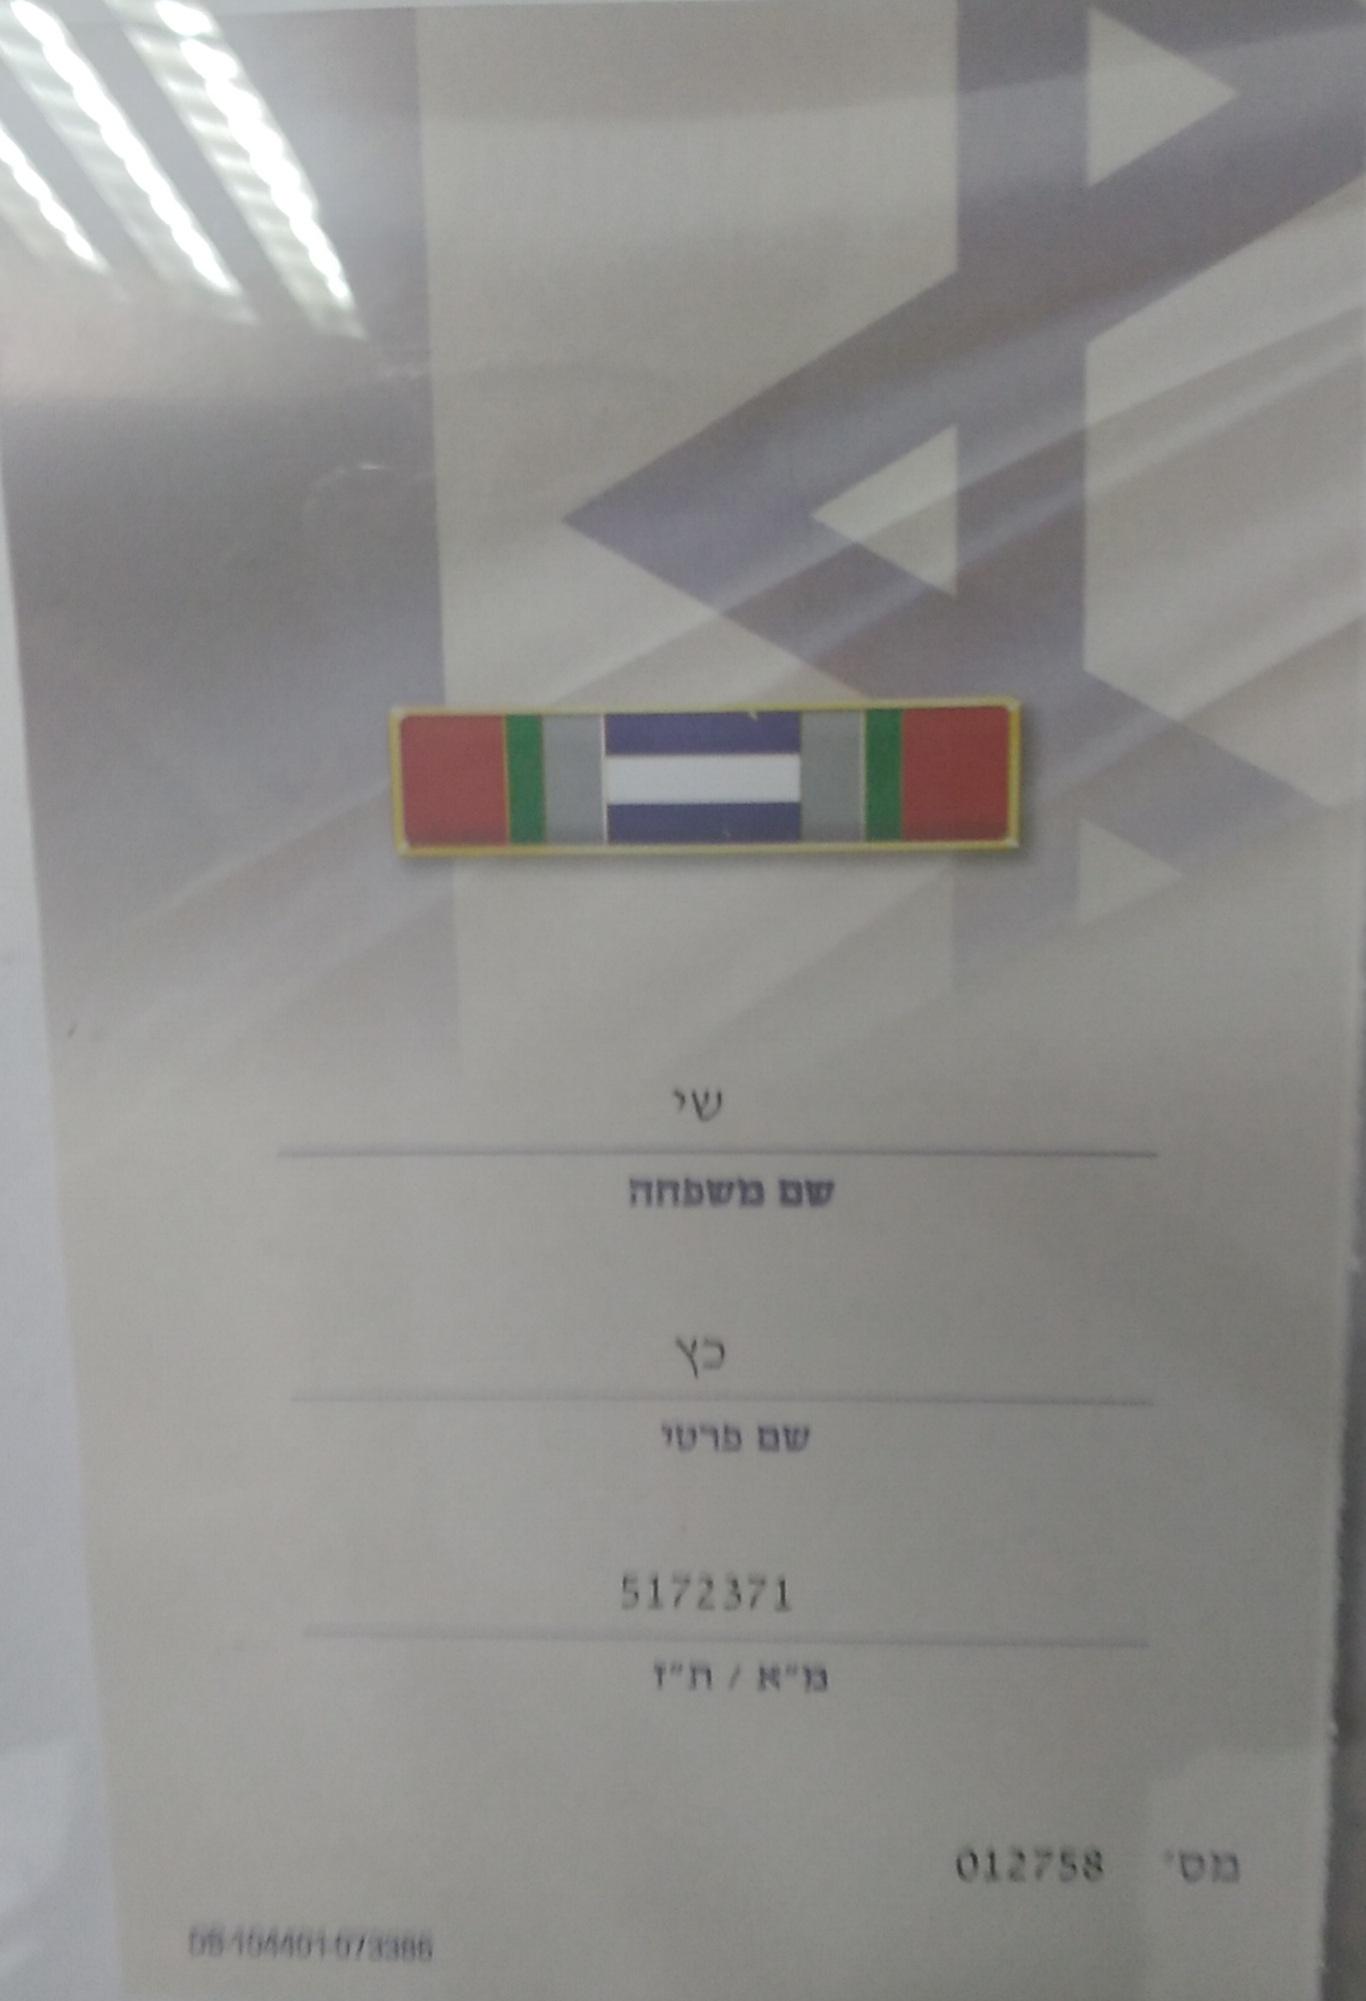 שי
שם משפחה
כץ
שם פרטי
5172371
מ"א / ת"ז
מס' 012758